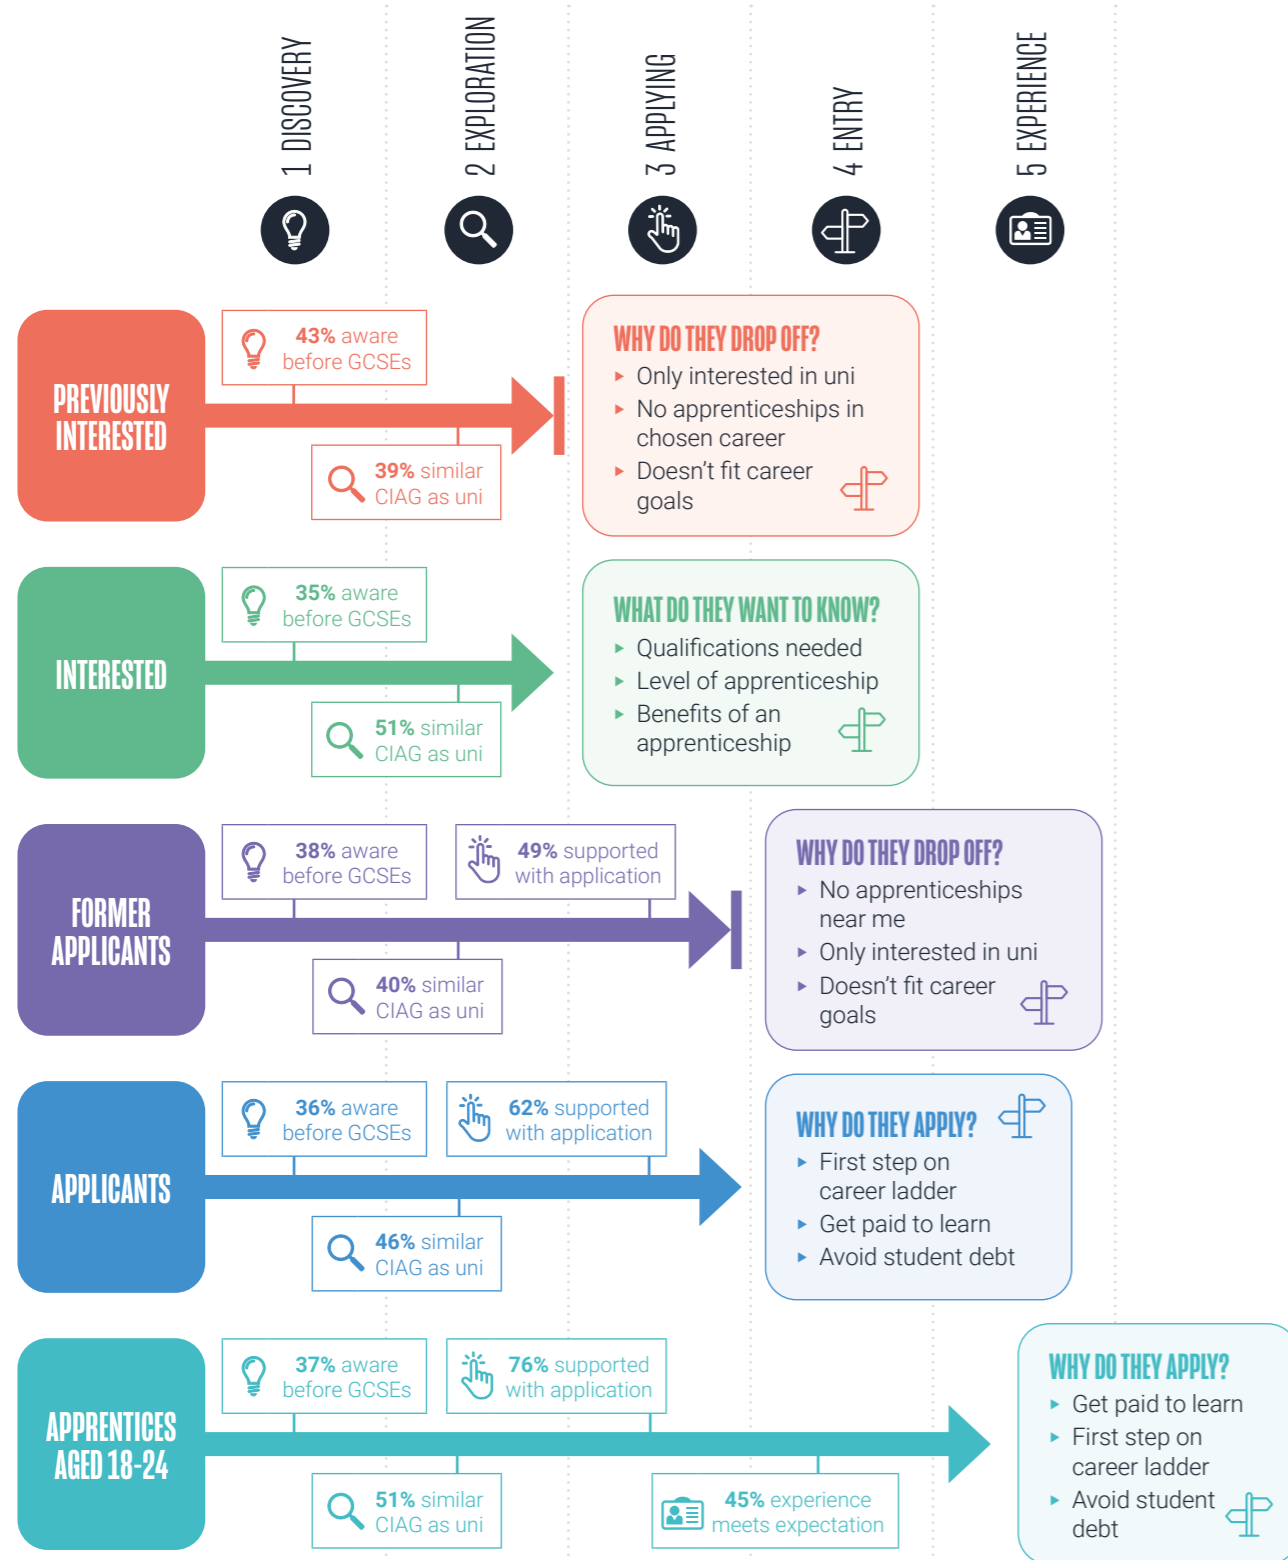 1 DISCOVERY
2 EXPLORATION
3 APPLYING
4 ENTRY
5 EXPERIENCE
PREVIOUSLY
INTERESTED
43% aware
before GCSEs
39% similar
CIAG as uni
WHY DO THEY DROP OFF?
▸ Only interested in uni
▸ No apprenticeships in
chosen career
▸ Doesn't fit career
goals
INTERESTED
35% aware
before GCSEs
51% similar
CIAG as uni
WHAT DO THEY WANT TO KNOW?
▸ Qualifications needed
▸ Level of apprenticeship
▸ Benefits of an
apprenticeship
FORMER
APPLICANTS
38% aware
before GCSEs
49% supported
with application
40% similar
CIAG as uni
WHY DO THEY DROP OFF?
▸ No apprenticeships
near me
▸ Only interested in uni
▸ Doesn't fit career
goals
APPLICANTS
36% aware
before GCSEs
62% supported
with application
46% similar
CIAG as uni
WHY DO THEY APPLY?
▸ First step on
career ladder
▸ Get paid to learn
▸ Avoid student debt
APPRENTICES
AGED 18-24
37% aware
before GCSEs
76% supported
with application
51% similar
CIAG as uni
45% experience
meets expectation
WHY DO THEY APPLY?
▸ Get paid to learn
▸ First step on
career ladder
▸ Avoid student
debt